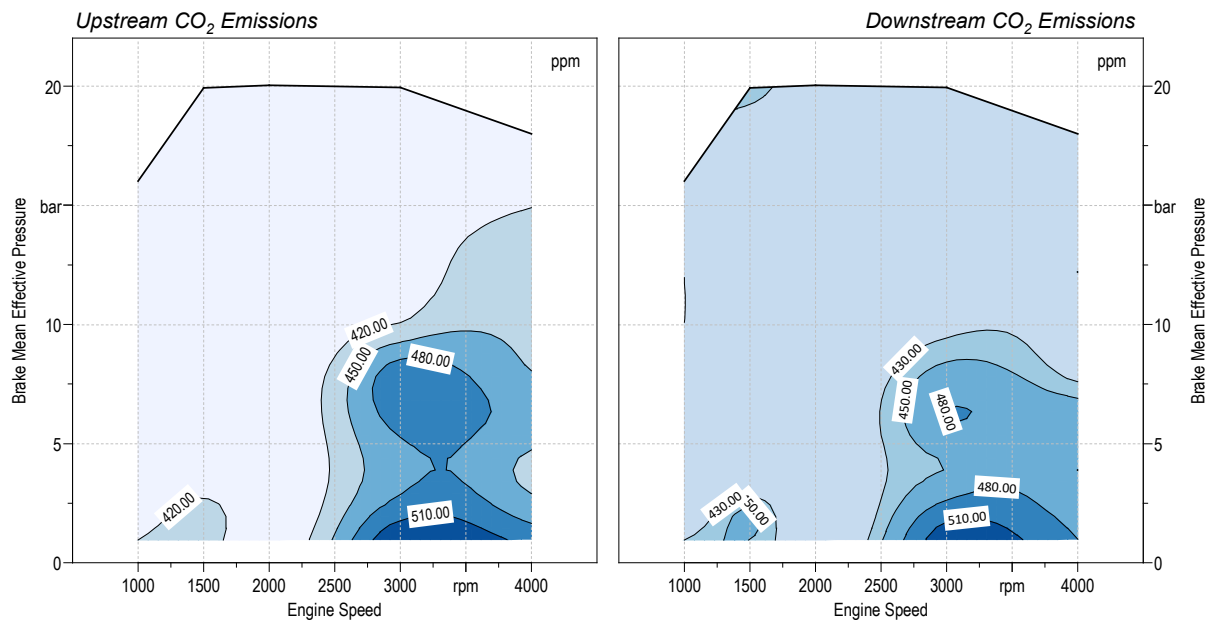 Upstream CO2 Emissions
ppm
20
bar
10
5
0
Brake Mean Effective Pressure
420.00
450.00
480.00
420.00
510.00
1000 1500 2000 2500 3000 rpm 4000
Engine Speed
Downstream CO2 Emissions
ppm
20
bar
10
5
0
Brake Mean Effective Pressure
430.00
450.00
480.00
480.00
430.00
510.00
1000 1500 2000 2500 3000 rpm 4000
Engine Speed